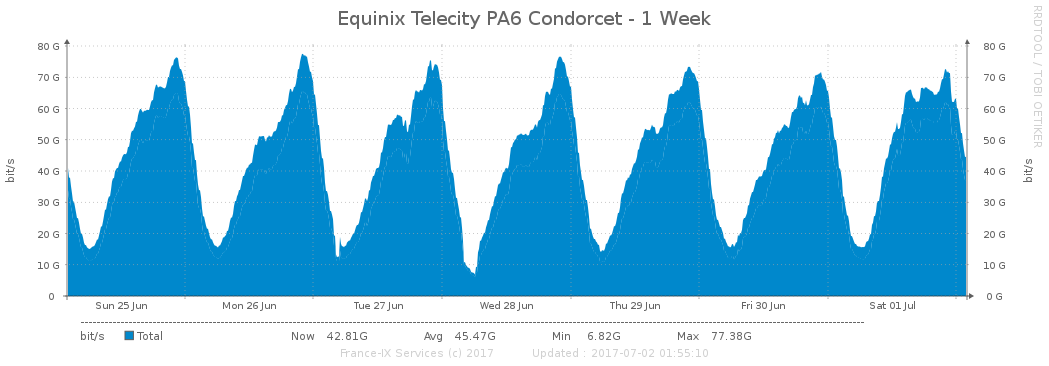 Equinix Telecity PA6 Condorcet - 1 Week
RRDTOOL / TOBI OETIKER
80 G 80 G
70 G 70 G
60 G 60 G
50 G 50 G
40 G 40 G
30 G 30 G
20 G 20 G
10 G 10 G
0 0 G
bit/s
bit/s
Sun 25 Jun Mon 26 Jun Tue 27 Jun Wed 28 Jun Thu 29 Jun Fri 30 Jun Sat 01 Jul
bit/s Total Now 42.81G Avg 45.47G Min 6.82G Max 77.38G
France-IX Services (c) 2017 Updated : 2017-07-02 01:55:10